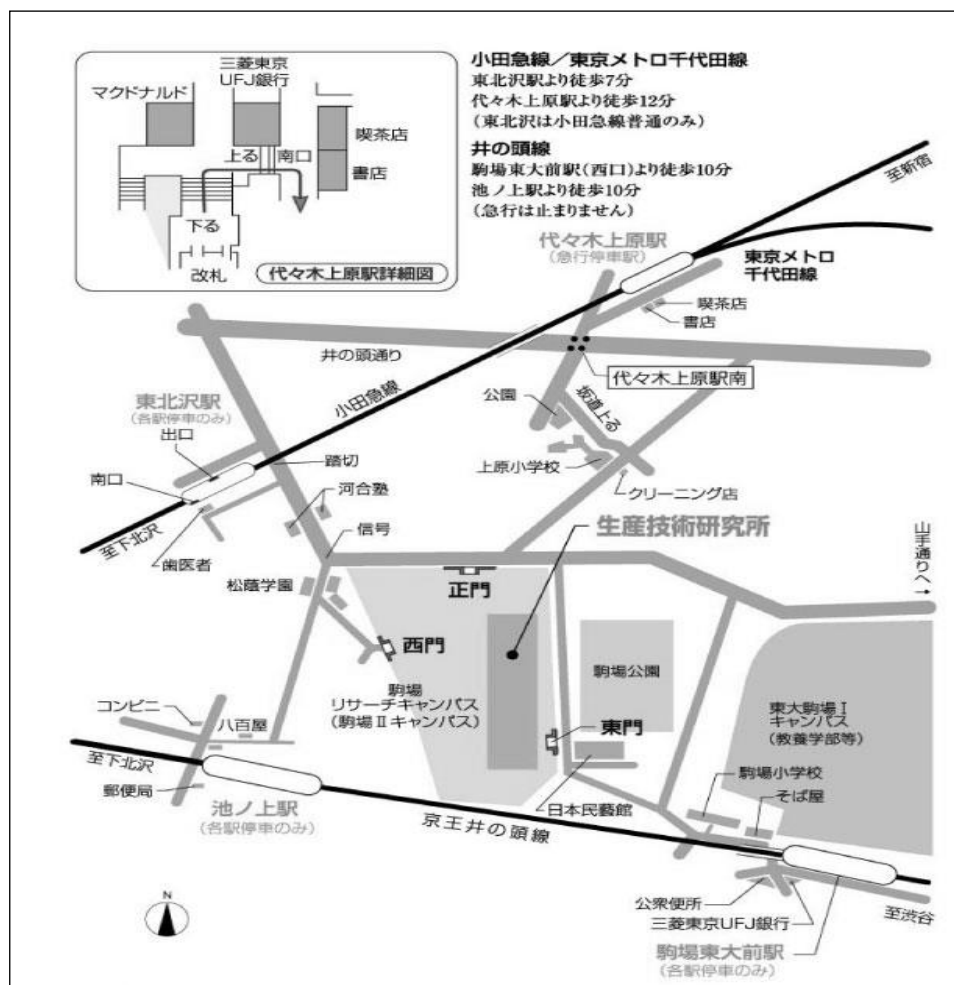 三菱東京
UFJ銀行
マクドナルド
喫茶店
上る
南口
書店
下る
改札
代々木上原駅詳細図
小田急線／東京メトロ千代田線
東北沢駅より徒歩7分
代々木上原駅より徒歩12分
（東北沢は小田急線普通のみ）
井の頭線
駒場東大前駅（西口）より徒歩10分
池ノ上駅より徒歩10分
（急行は止まりません）
至新宿
代々木上原駅
（急行停車駅）
東京メトロ
千代田線
喫茶店
書店
井の頭通り
小田急線
代々木上原駅南
公園
坂道上る
東北沢駅
（各駅停車のみ）
出口
踏切
南口
河合塾
上原小学校
クリーニング店
至下北沢
歯医者
信号
生産技術研究所
山手通りへ→
松蔭学園
正門
西門
駒場
リサーチキャンパス
（駒場Ⅱキャンパス）
駒場公園
東門
東大駒場Ⅰ
キャンパス
（教養学部等）
コンビニ
八百屋
至下北沢
郵便局
池ノ上駅
（各駅停車のみ）
京王井の頭線
日本民藝館
駒場小学校
そば屋
公衆便所
三菱東京UFJ銀行
至渋谷
駒場東大前駅
（各駅停車のみ）
N